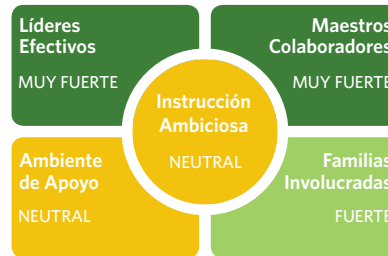 Líderes
Efectivos
MUY FUERTE
Maestros
Colaboradores
MUY FUERTE
Instrucción
Ambiciosa
NEUTRAL
Ambiente
de Apoyo
NEUTRAL
Familias
Involucradas
FUERTE